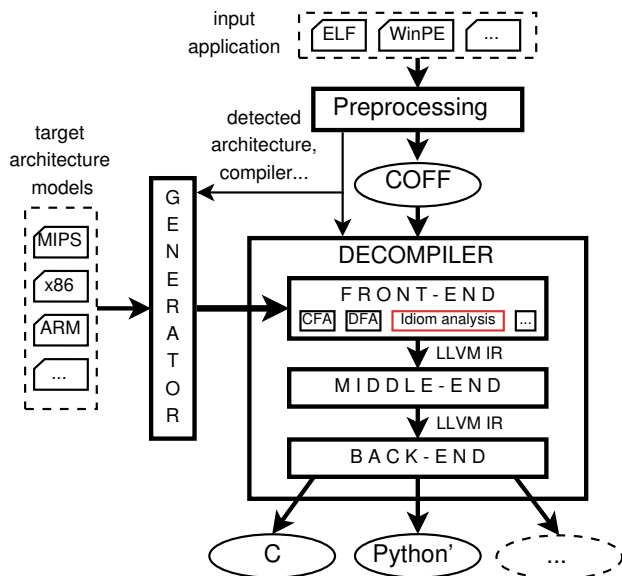 input
application
ELF
WinPE
...
Preprocessing
detected
architecture,
compiler...
target
architecture
models
COFF
GENERATOR
MIPS
x86
ARM
...
DECOMPILER
FRONT-END
CFA
DFA
Idiom analysis
...
LLVM IR
MIDDLE-END
LLVM IR
BACK-END
C
Python'
...